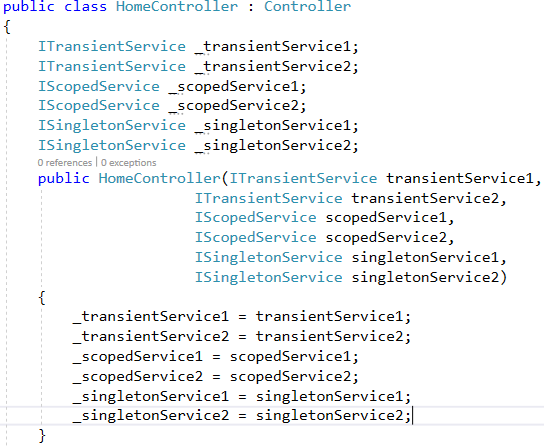 public class HomeController : Controller
{
ITransientService _transientService1;
ITransientService _transientService2;
IScopedService _scopedService1;
IScopedService _scopedService2;
ISingletonService _singletonService1;
ISingletonService _singletonService2;
0 references | 0 exceptions
public HomeController(ITransientService transientService1,
ITransientService transientService2,
IScopedService scopedService1,
IScopedService scopedService2,
ISingletonService singletonService1,
ISingletonService singletonService2)
{
_transientService1 = transientService1;
_transientService2 = transientService2;
_scopedService1 = scopedService1;
_scopedService2 = scopedService2;
_singletonService1 = singletonService1;
_singletonService2 = singletonService2;
}